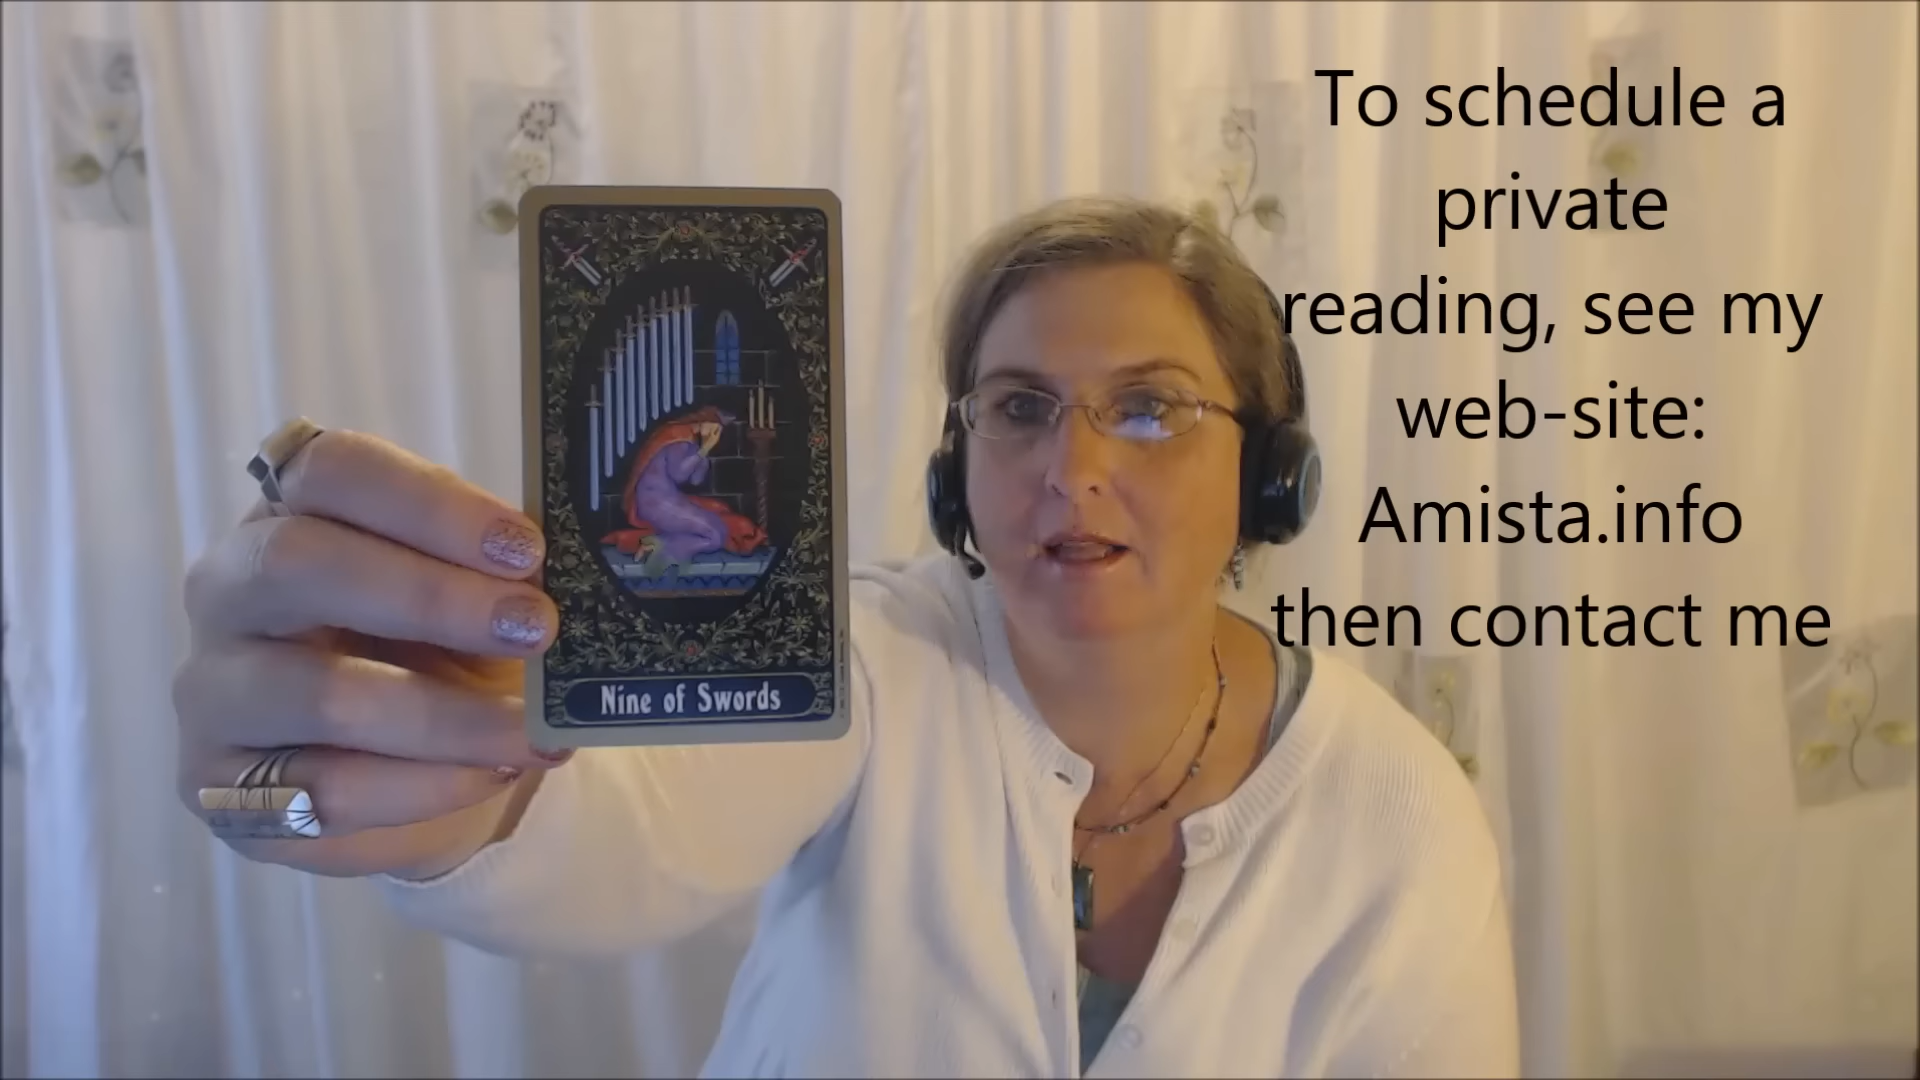 To schedule a
private
reading, see my
web-site:
Amista.info
then contact me
Nine of Swords